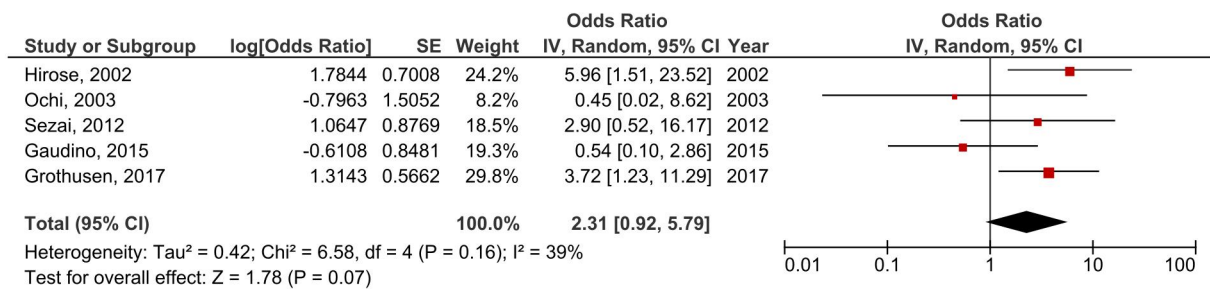 Odds Ratio Odds Ratio
Study or Subgroup log[Odds Ratio] SE Weight IV, Random, 95% CI Year IV, Random, 95% CI
Hirose, 2002 1.7844 0.7008 24.2% 5.96 [1.51, 23.52] 2002
Ochi, 2003 -0.7963 1.5052 8.2% 0.45 [0.02, 8.62] 2003
Sezai, 2012 1.0647 0.8769 18.5% 2.90 [0.52, 16.17] 2012
Gaudino, 2015 -0.6108 0.8481 19.3% 0.54 [0.10, 2.86] 2015
Grothusen, 2017 1.3143 0.5662 29.8% 3.72 [1.23, 11.29] 2017
Total (95% CI) 100.0% 2.31 [0.92, 5.79]
Heterogeneity: Tau² = 0.42; Chi² = 6.58, df = 4 (P = 0.16); I² = 39%
Test for overall effect: Z = 1.78 (P = 0.07)
0.01 0.1 1 10 100